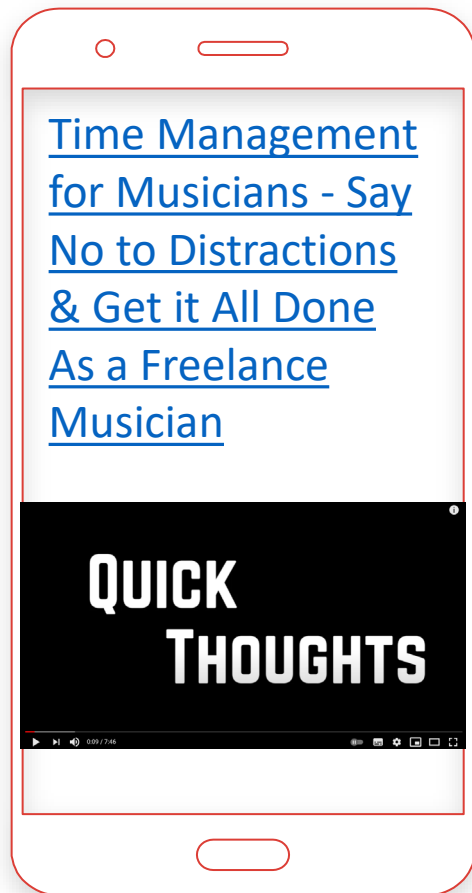 Time Management
for Musicians - Say
No to Distractions
& Get it All Done
As a Freelance
Musician
i
Quick
Thoughts
0:09 / 7:46